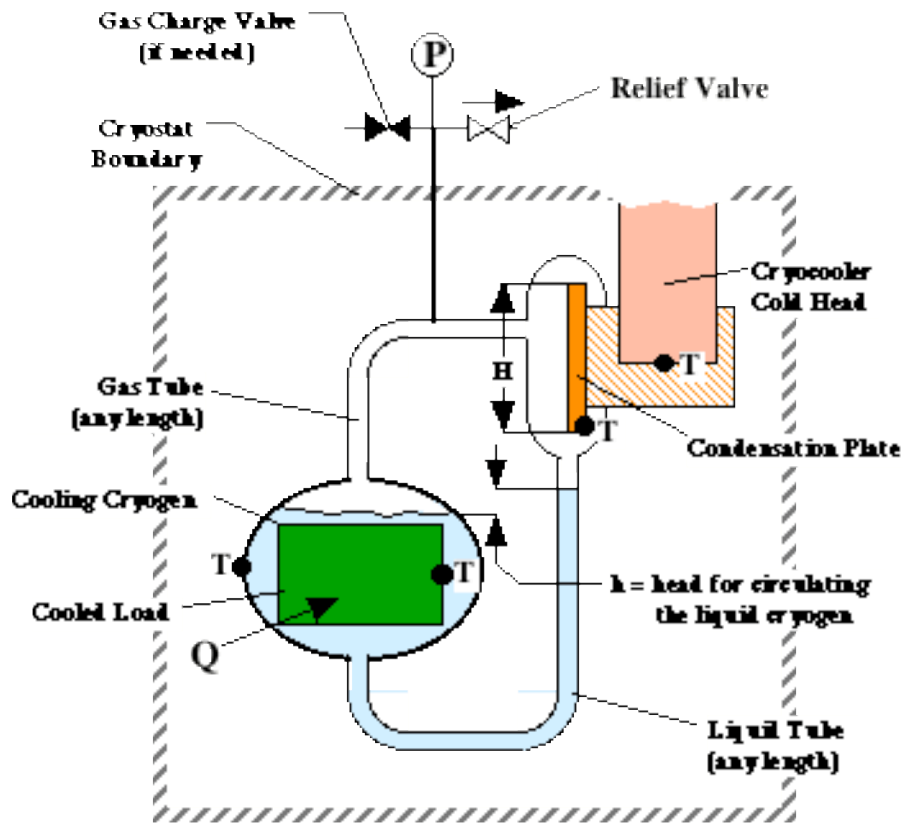 Gas Charge Valve
(if needed)
P
Relief Valve
Cryostat
Boundary
Cryocooler
Cold Head
T
H
Gas Tube
(any length)
T
Condensation Plate
Cooling Cryogen
T
T
h = head for circulating
the liquid cryogen
Cooled Load
Q
Liquid Tube
(any length)